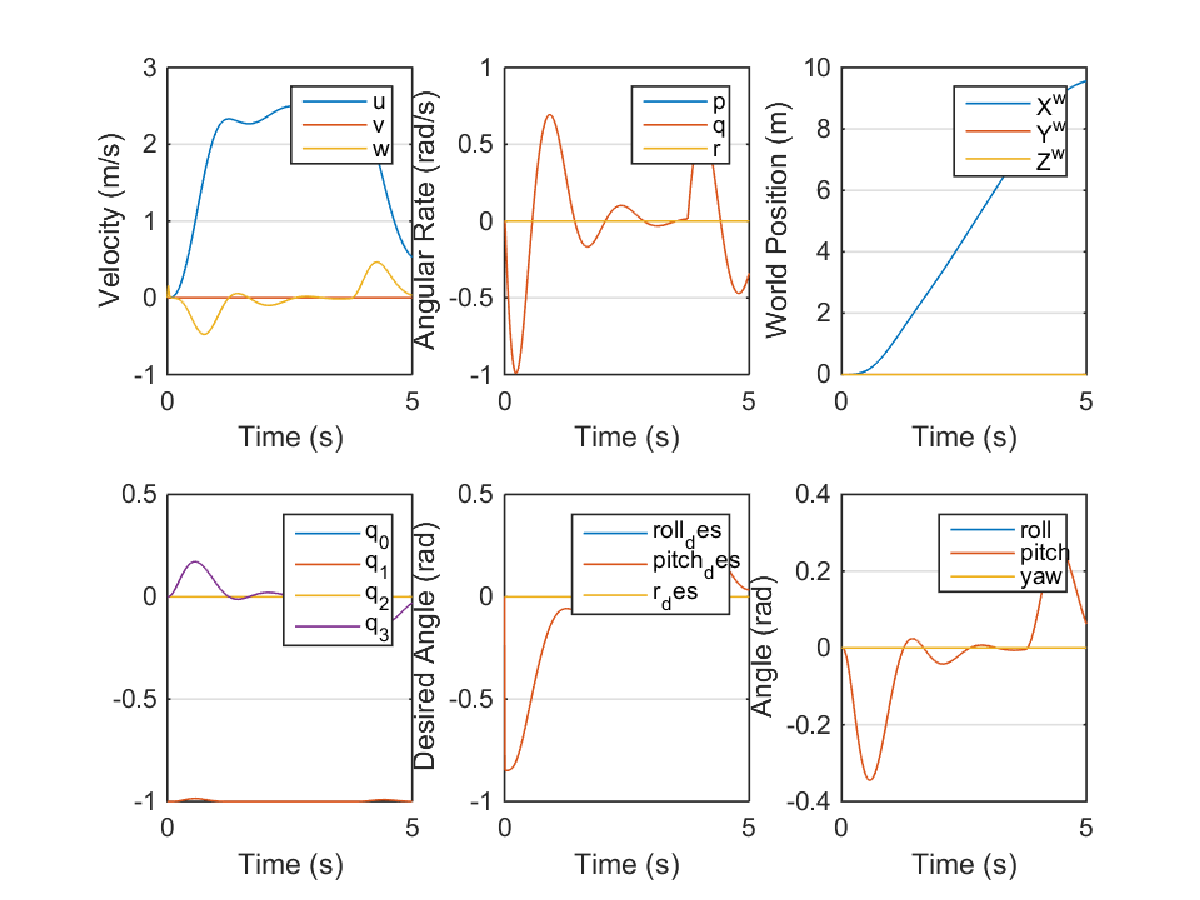 3
2
1
0
-1
0
5
Velocity (m/s)
Time (s)
u
v
w
1
0.5
0
-0.5
-1
0
5
Angular Rate (rad/s)
Time (s)
p
q
r
10
8
6
4
2
0
0
5
World Position (m)
Time (s)
X^w
Y^w
Z^w
0.5
0
-0.5
-1
0
5
Time (s)
q_0
q_1
q_2
q_3
0.5
0
-0.5
-1
0
5
Desired Angle (rad)
Time (s)
roll_des
pitch_des
r_des
0.4
0.2
0
-0.2
-0.4
0
5
Angle (rad)
Time (s)
roll
pitch
yaw